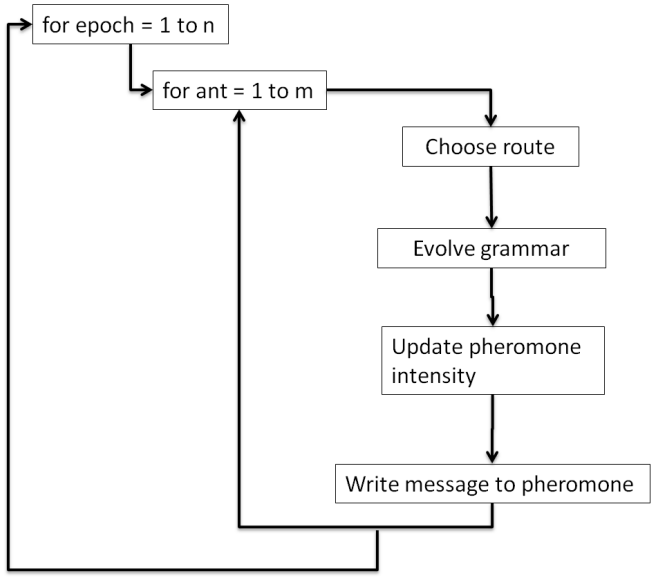 for epoch = 1 to n
for ant = 1 to m
Choose route
Evolve grammar
Update pheromone
intensity
Write message to pheromone